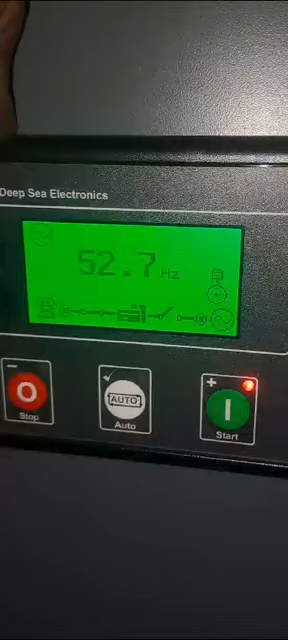 Deep Sea Electronics
52.7 Hz
Stop
AUTO
Auto
Start